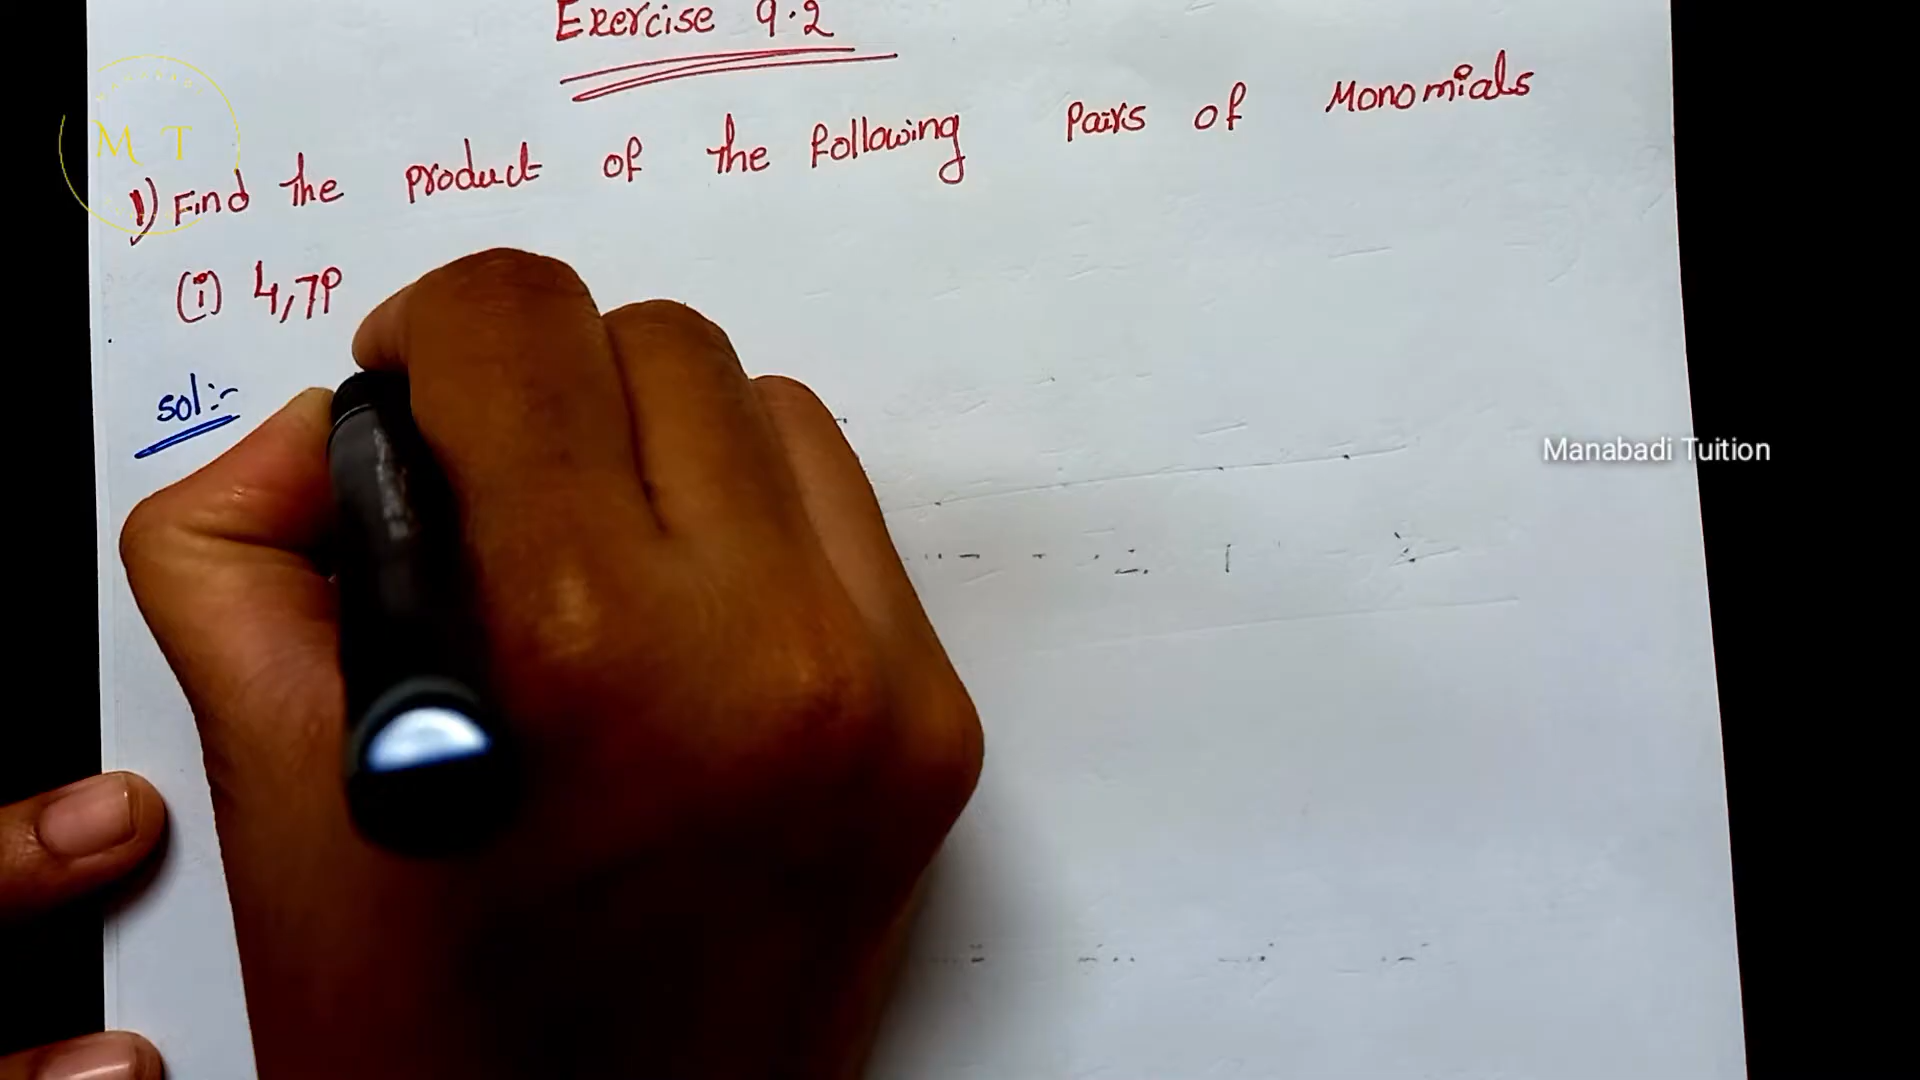 Exercise 9.2
1) Find the product of the following Pairs of Monomials
(i) 4,7P
sol:-
M T
Manabadi Tuition